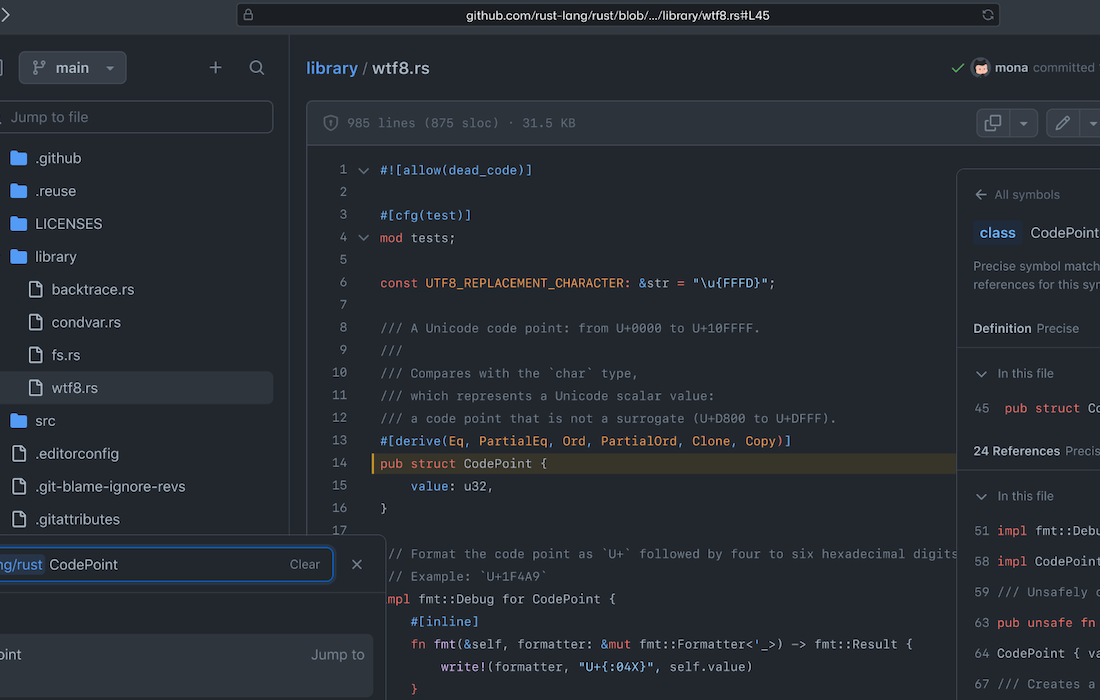 github.com/rust-lang/rust/blob/.../library/wtf8.rs#L45
main
library / wtf8.rs
mona committed
Jump to file
985 lines (875 sloc) · 31.5 KB
.github
.reuse
LICENSES
library
backtrace.rs
condvar.rs
fs.rs
wtf8.rs
src
.editorconfig
.git-blame-ignore-revs
.gitattributes
1 #![allow(dead_code)]
2
3 #[cfg(test)]
4 mod tests;
5
6 const UTF8_REPLACEMENT_CHARACTER: &str = "\u{FFFD}";
7
8 /// A Unicode code point: from U+0000 to U+10FFFF.
9 ///
10 /// Compares with the `char` type,
11 /// which represents a Unicode scalar value:
12 /// a code point that is not a surrogate (U+D800 to U+DFFF).
13 #[derive(Eq, PartialEq, Ord, PartialOrd, Clone, Copy)]
14 pub struct CodePoint {
15 value: u32,
16 }
17
// Format the code point as `U+` followed by four to six hexadecimal digits
// Example: `U+1F4A9`
mpl fmt::Debug for CodePoint {
#[inline]
fn fmt(&self, formatter: &mut fmt::Formatter<'_>) -> fmt::Result {
write!(formatter, "U+{:04X}", self.value)
}
ng/rust CodePoint Clear
oint Jump to
All symbols
class CodePoint
Precise symbol match
references for this sy
Definition Precise
In this file
45 pub struct Co
24 References Precis
In this file
51 impl fmt::Debu
58 impl CodePoint
59 /// Unsafely c
63 pub unsafe fn
64 CodePoint { va
67 /// Creates a